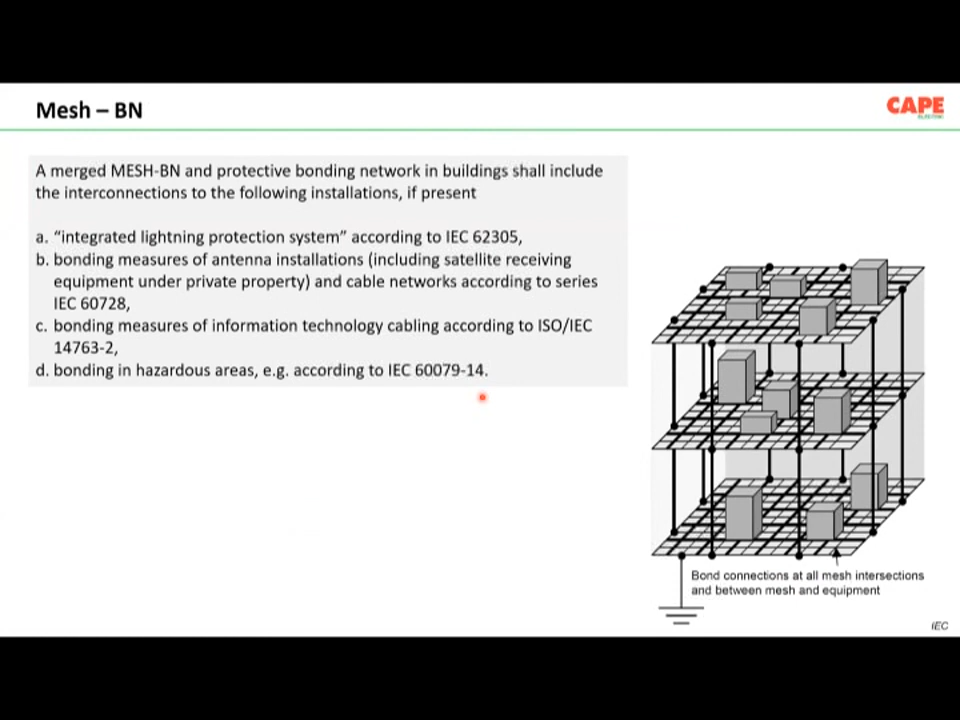 Mesh – BN
CAPE
ELECTRIC
A merged MESH-BN and protective bonding network in buildings shall include
the interconnections to the following installations, if present
a. “integrated lightning protection system” according to IEC 62305,
b. bonding measures of antenna installations (including satellite receiving
equipment under private property) and cable networks according to series
IEC 60728,
c. bonding measures of information technology cabling according to ISO/IEC
14763-2,
d. bonding in hazardous areas, e.g. according to IEC 60079-14.
Bond connections at all mesh intersections
and between mesh and equipment
IEC